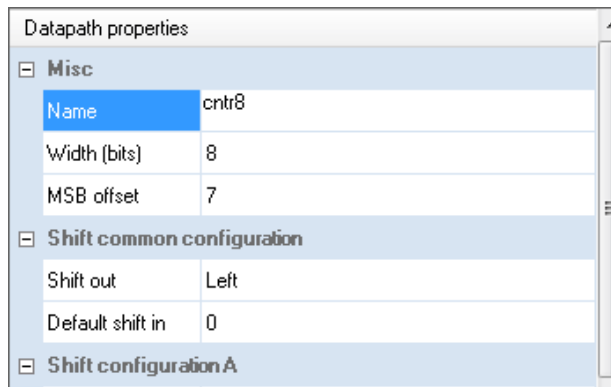 Datapath properties
Misc
Name cntr8
Width (bits) 8
MSB offset 7
Shift common configuration
Shift out Left
Default shift in 0
Shift configuration A